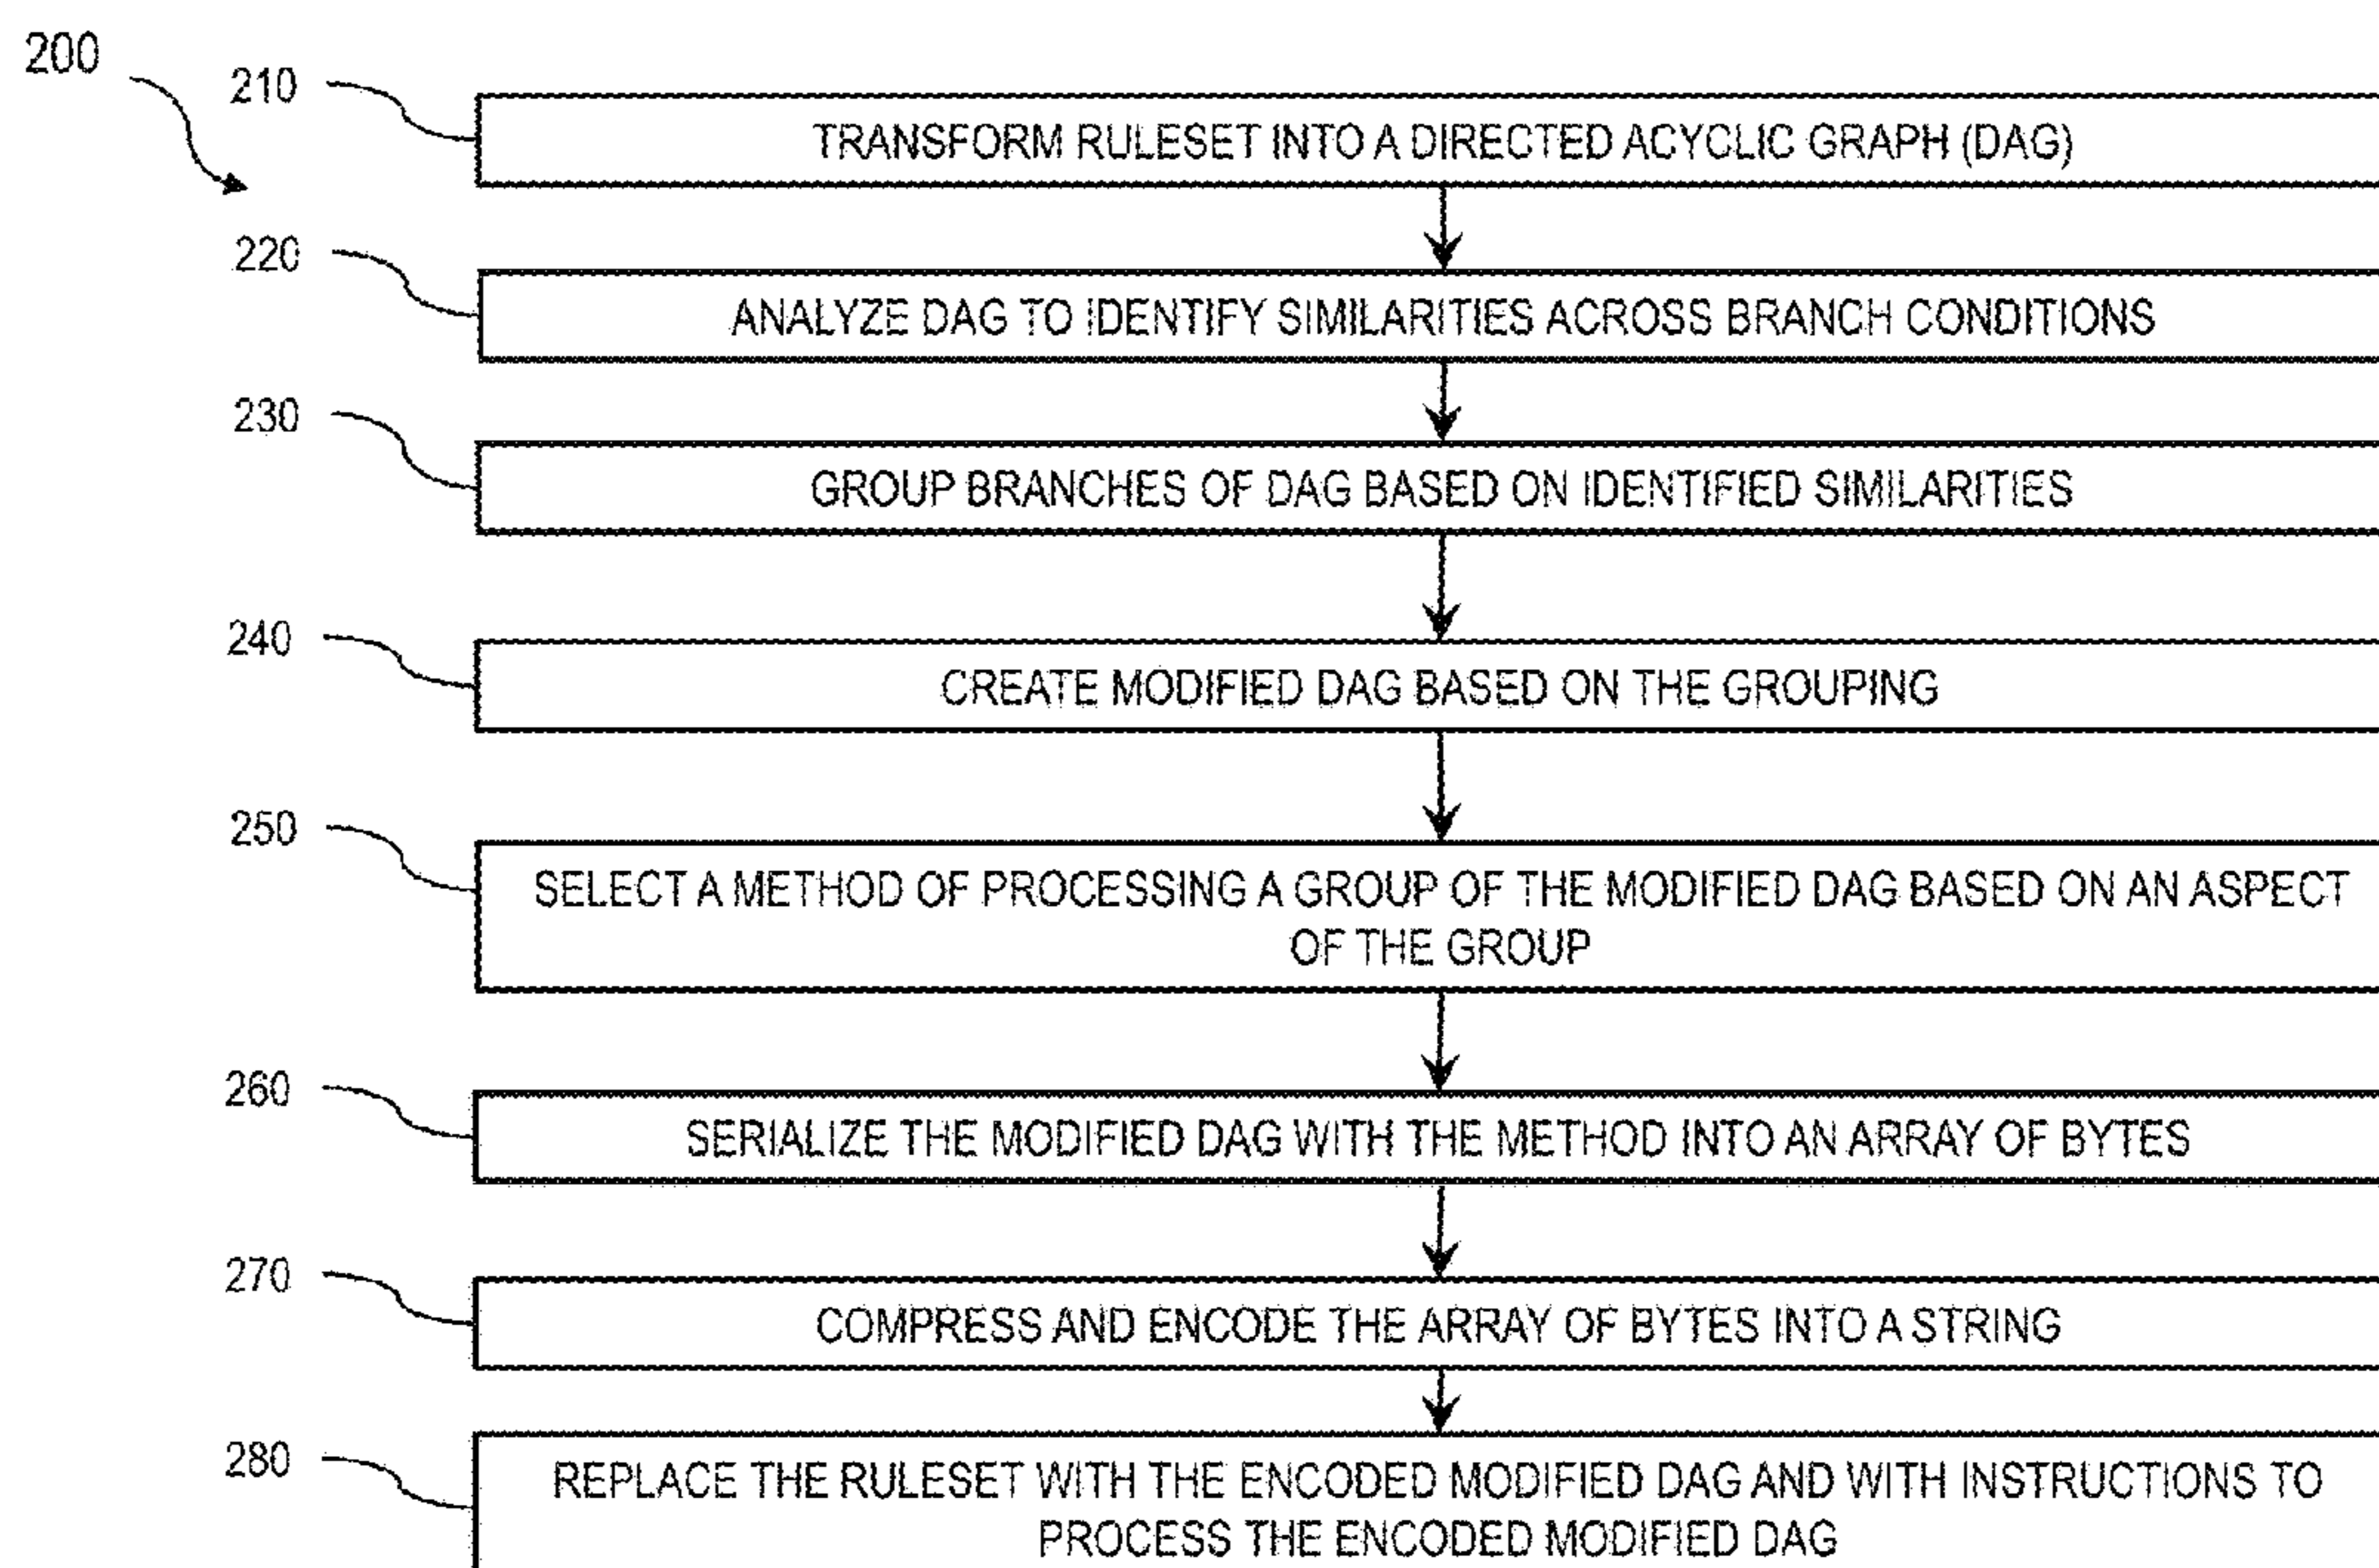 200
210
TRANSFORM RULESET INTO A DIRECTED ACYCLIC GRAPH (DAG)
220
ANALYZE DAG TO IDENTIFY SIMILARITIES ACROSS BRANCH CONDITIONS
230
GROUP BRANCHES OF DAG BASED ON IDENTIFIED SIMILARITIES
240
CREATE MODIFIED DAG BASED ON THE GROUPING
250
SELECT A METHOD OF PROCESSING A GROUP OF THE MODIFIED DAG BASED ON AN ASPECT
OF THE GROUP
260
SERIALIZE THE MODIFIED DAG WITH THE METHOD INTO AN ARRAY OF BYTES
270
COMPRESS AND ENCODE THE ARRAY OF BYTES INTO A STRING
280
REPLACE THE RULESET WITH THE ENCODED MODIFIED DAG AND WITH INSTRUCTIONS TO
PROCESS THE ENCODED MODIFIED DAG